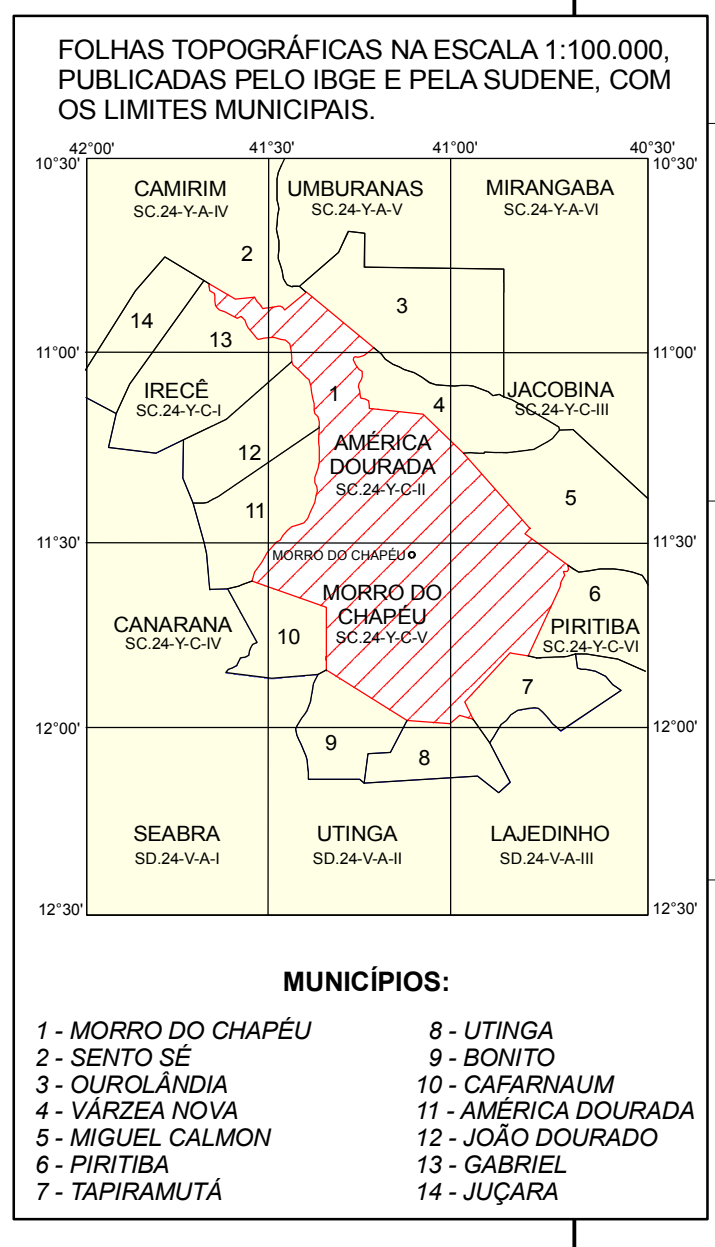 FOLHAS TOPOGRÁFICAS NA ESCALA 1:100.000,
PUBLICADAS PELO IBGE E PELA SUDENE, COM
OS LIMITES MUNICIPAIS.
42°00' 41°30' 41°00' 40°30'
10°30' 10°30'
CAMIRIM UMBURANAS MIRANGABA
SC.24-Y-A-IV SC.24-Y-A-V SC.24-Y-A-VI
2
3
14
13
11°00' 11°00'
IRECÊ 1 JACOBINA
SC.24-Y-C-I 4 SC.24-Y-C-III
AMÉRICA
12 DOURADA
SC.24-Y-C-II
11 5
11°30' 11°30'
MORRO DO CHAPÉU
MORRO DO 6
CHAPÉU
CANARANA SC.24-Y-C-V PIRITIBA
SC.24-Y-C-IV 10 SC.24-Y-C-VI
7
12°00' 12°00'
9 8
SEABRA UTINGA LAJEDINHO
SD.24-V-A-I SD.24-V-A-II SD.24-V-A-III
12°30' 12°30'
MUNICÍPIOS:
1 - MORRO DO CHAPÉU
2 - SENTO SÉ
3 - OUROLÂNDIA
4 - VÁRZEA NOVA
5 - MIGUEL CALMON
6 - PIRITIBA
7 - TAPIRAMUTÁ
8 - UTINGA
9 - BONITO
10 - CAFARNAUM
11 - AMÉRICA DOURADA
12 - JOÃO DOURADO
13 - GABRIEL
14 - JUÇARA